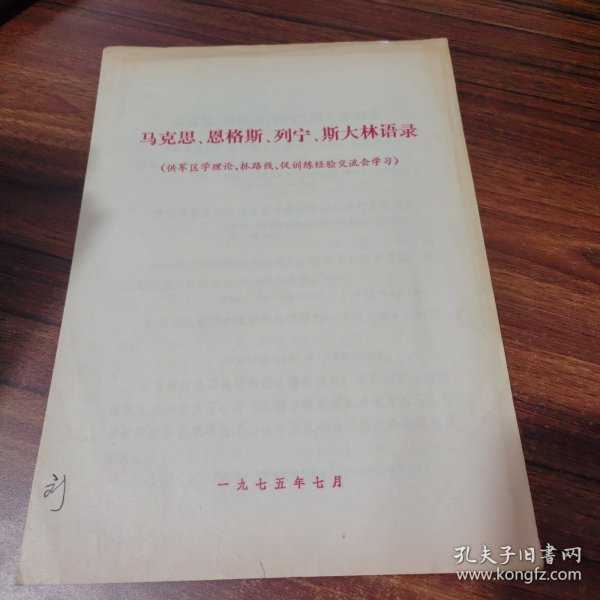 马克思、恩格斯、列宁、斯大林语录
(供军区学理论、抓路线、促训练经验交流会学习)
一九七五年七月
刘
孔夫子旧书网
www.kongfz.com